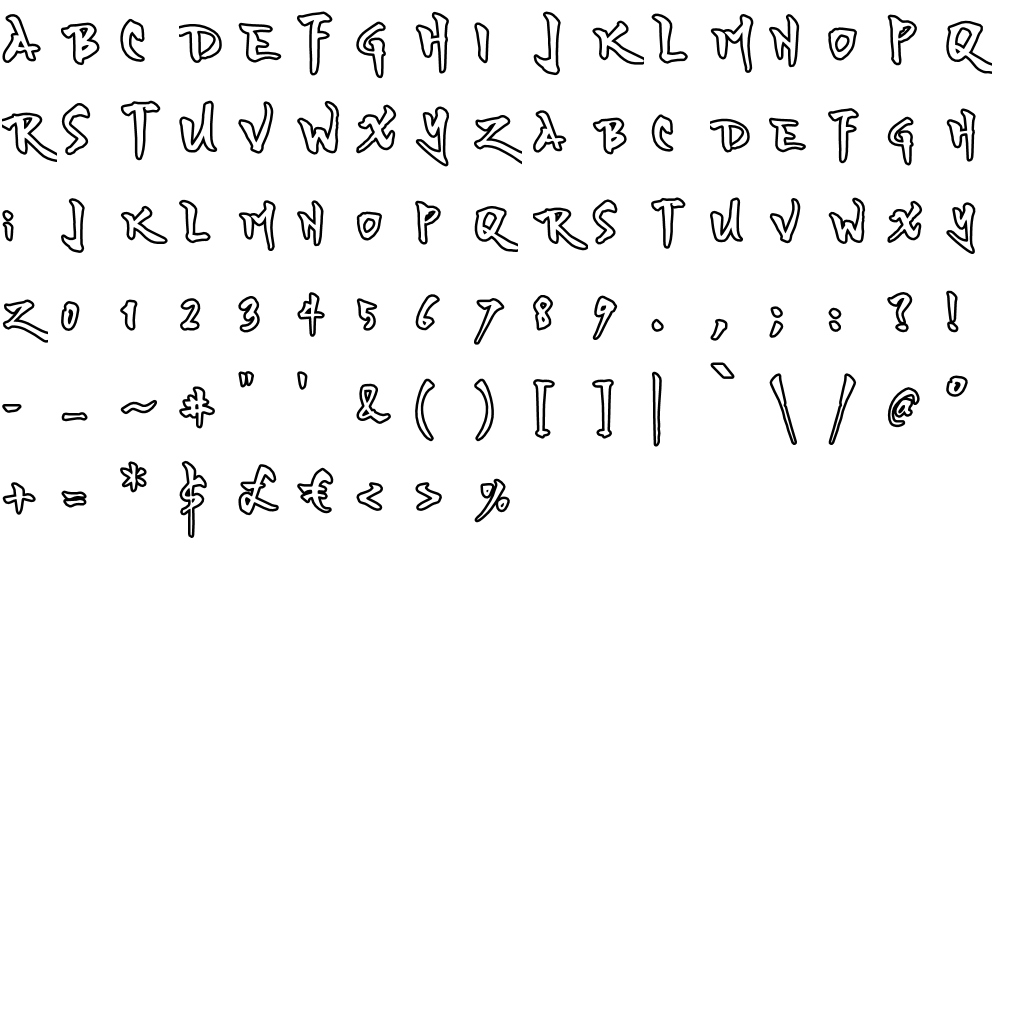 A B C D E F G H I J K L M N O P Q
R S T U V W X Y Z A B C D E F G H
i J K L M N O P Q R S T U V W X Y
Z 0 1 2 3 4 5 6 7 8 9 . , ; : ? !
- _ ~ # " ' & ( ) [ ] | ` \ / @ °
+ = * $ £ € < > %